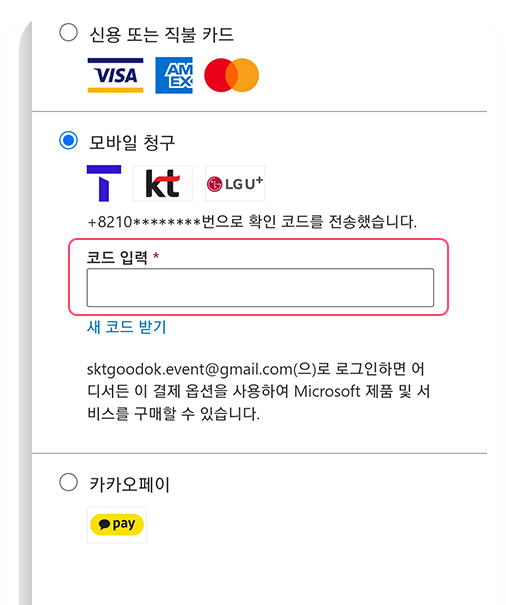 신용 또는 직불 카드
VISA
AM
EX
모바일 청구
T
kt
LG U+
+8210********번으로 확인 코드를 전송했습니다.
코드 입력 *
새 코드 받기
sktgoodok.event@gmail.com(으)로 로그인하면 어
디서든 이 결제 옵션을 사용하여 Microsoft 제품 및 서
비스를 구매할 수 있습니다.
카카오페이
pay